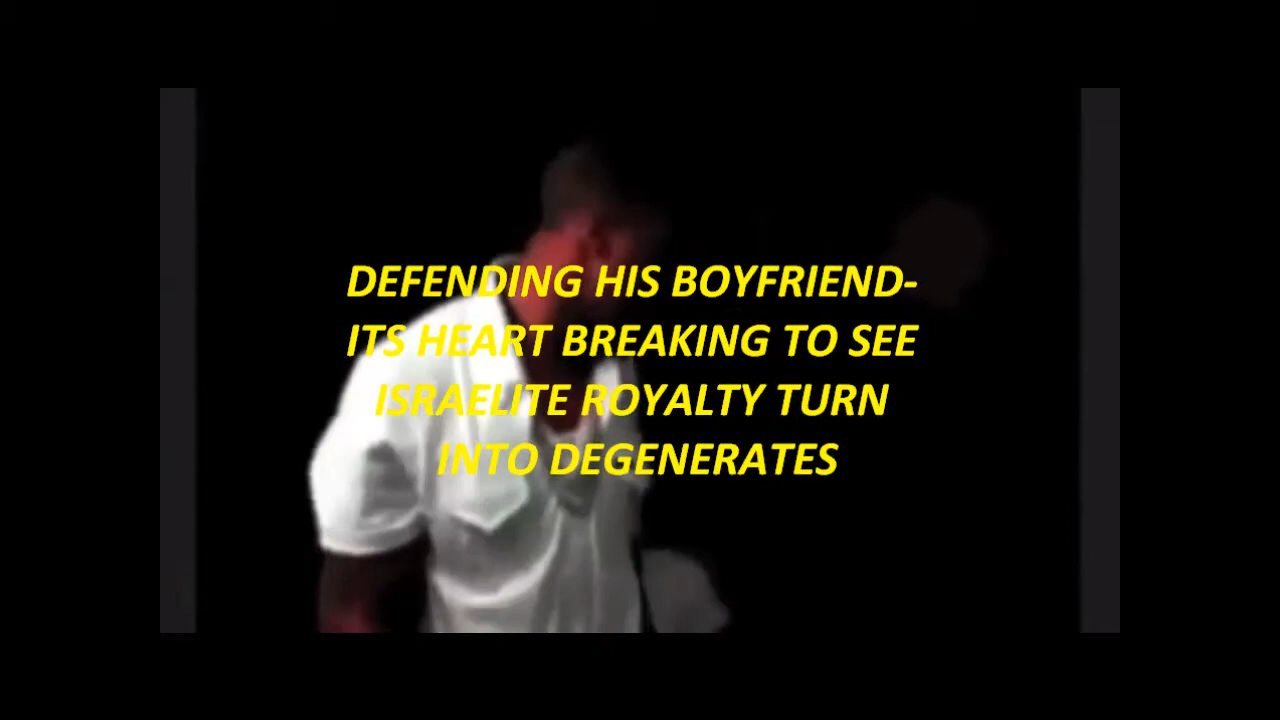 DEFENDING HIS BOYFRIEND-
ITS HEART BREAKING TO SEE
ISRAELITE ROYALTY TURN
INTO DEGENERATES